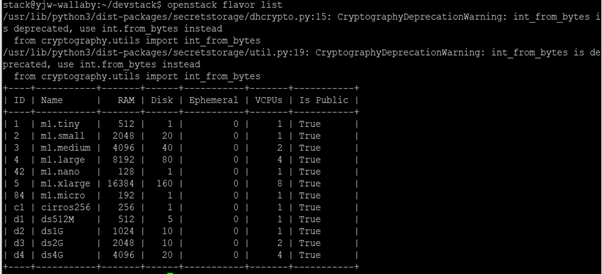 stack@yjw-wallaby:~/devstack$ openstack flavor list
/usr/lib/python3/dist-packages/secretstorage/dhcrypto.py:15: CryptographyDeprecationWarning: int_from_bytes i
s deprecated, use int.from_bytes instead
  from cryptography.utils import int_from_bytes
/usr/lib/python3/dist-packages/secretstorage/util.py:19: CryptographyDeprecationWarning: int_from_bytes is de
precated, use int.from_bytes instead
  from cryptography.utils import int_from_bytes
+----+-----------+-------+------+-----------+-------+-----------+
| ID | Name      |   RAM | Disk | Ephemeral | VCPUs | Is Public |
+----+-----------+-------+------+-----------+-------+-----------+
| 1  | m1.tiny   |   512 |    1 |         0 |     1 | True      |
| 2  | m1.small  |  2048 |   20 |         0 |     1 | True      |
| 3  | m1.medium |  4096 |   40 |         0 |     2 | True      |
| 4  | m1.large  |  8192 |   80 |         0 |     4 | True      |
| 42 | m1.nano   |   128 |    1 |         0 |     1 | True      |
| 5  | m1.xlarge | 16384 |  160 |         0 |     8 | True      |
| 84 | m1.micro  |   192 |    1 |         0 |     1 | True      |
| c1 | cirros256 |   256 |    1 |         0 |     1 | True      |
| d1 | ds512M    |   512 |    5 |         0 |     1 | True      |
| d2 | ds1G      |  1024 |   10 |         0 |     1 | True      |
| d3 | ds2G      |  2048 |   10 |         0 |     2 | True      |
| d4 | ds4G      |  4096 |   20 |         0 |     4 | True      |
+----+-----------+-------+------+-----------+-------+-----------+